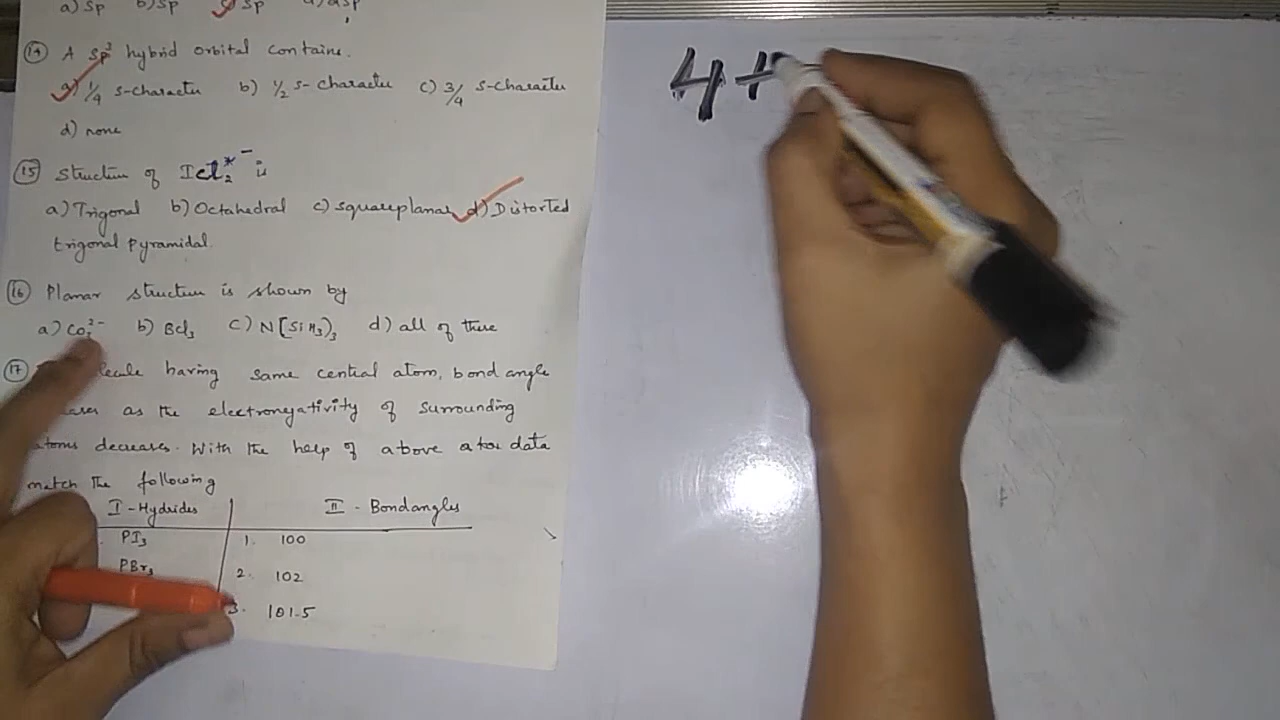 a) Sp b) Sp c) Sp d) dsp
(14) A Sp³ hybrid orbital contains.
a) 1/4 S-character b) 1/2 S-character c) 3/4 S-character
d) none
(15) Structure of ICl₂*⁻ is
a) Trigonal b) Octahedral c) squareplanar d) Distorted
trigonal pyramidal.
(16) Planar structure is shown by
a) CO₃²⁻ b) BCl₃ c) N[SiH₃)₃ d) all of these
(17) having same central atom, bond angle
as the electronegativity of Surrounding
atoms decreases. With the help of above data
match the following
I-Hydrides II - Bondangles
PI₃ 1. 100
PBr₃ 2. 102
3. 101.5
4 +